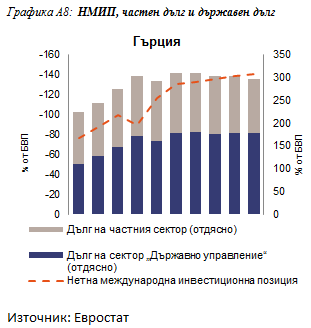 Графика А8: НМИП, частен дълг и държавен дълг
Гърция
-160
-140
-120
-100
-80
-60
-40
-20
0
% от БВП
350
300
250
200
150
100
50
0
% от БВП
Дълг на частния сектор (отдясно)
Дълг на сектор „Държавно управление“
(отдясно)
Нетна международна инвестиционна позиция
Източник: Евростат